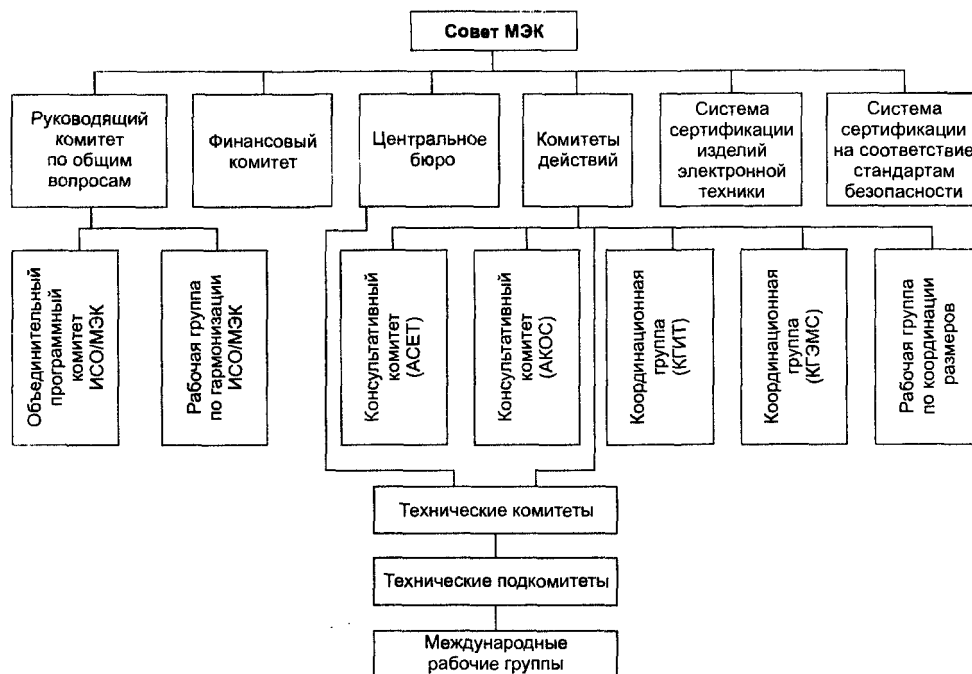 Совет МЭК
Руководящий
комитет
по общим
вопросам
Финансовый
комитет
Центральное
бюро
Комитеты
действий
Система
сертификации
изделий
электронной
техники
Система
сертификации
на соответствие
стандартам
безопасности
Объединительный
программный
комитет
ИСО/МЭК
Рабочая группа
по гармонизации
ИСО/МЭК
Консультативный
комитет
(АСЕТ)
Консультативный
комитет
(АКОС)
Координационная
группа
(КГИТ)
Координационная
группа
(КГЭМС)
Рабочая группа
по координации
размеров
Технические комитеты
Технические подкомитеты
Международные
рабочие группы